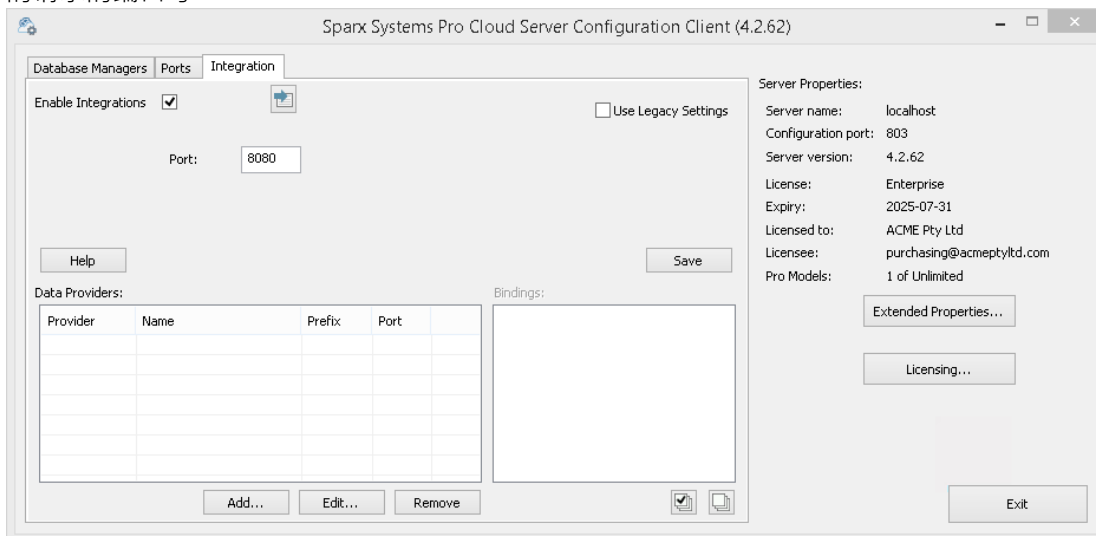 Sparx Systems Pro Cloud Server Configuration Client (4.2.62)
Database Managers
Ports
Integration
Enable Integrations
Use Legacy Settings
Port:
8080
Help
Save
Data Providers:
Bindings:
Provider
Name
Prefix
Port
Add...
Edit...
Remove
Server Properties:
Server name: localhost
Configuration port: 803
Server version: 4.2.62
License: Enterprise
Expiry: 2025-07-31
Licensed to: ACME Pty Ltd
Licensee: purchasing@acmeptyltd.com
Pro Models: 1 of Unlimited
Extended Properties...
Licensing...
Exit